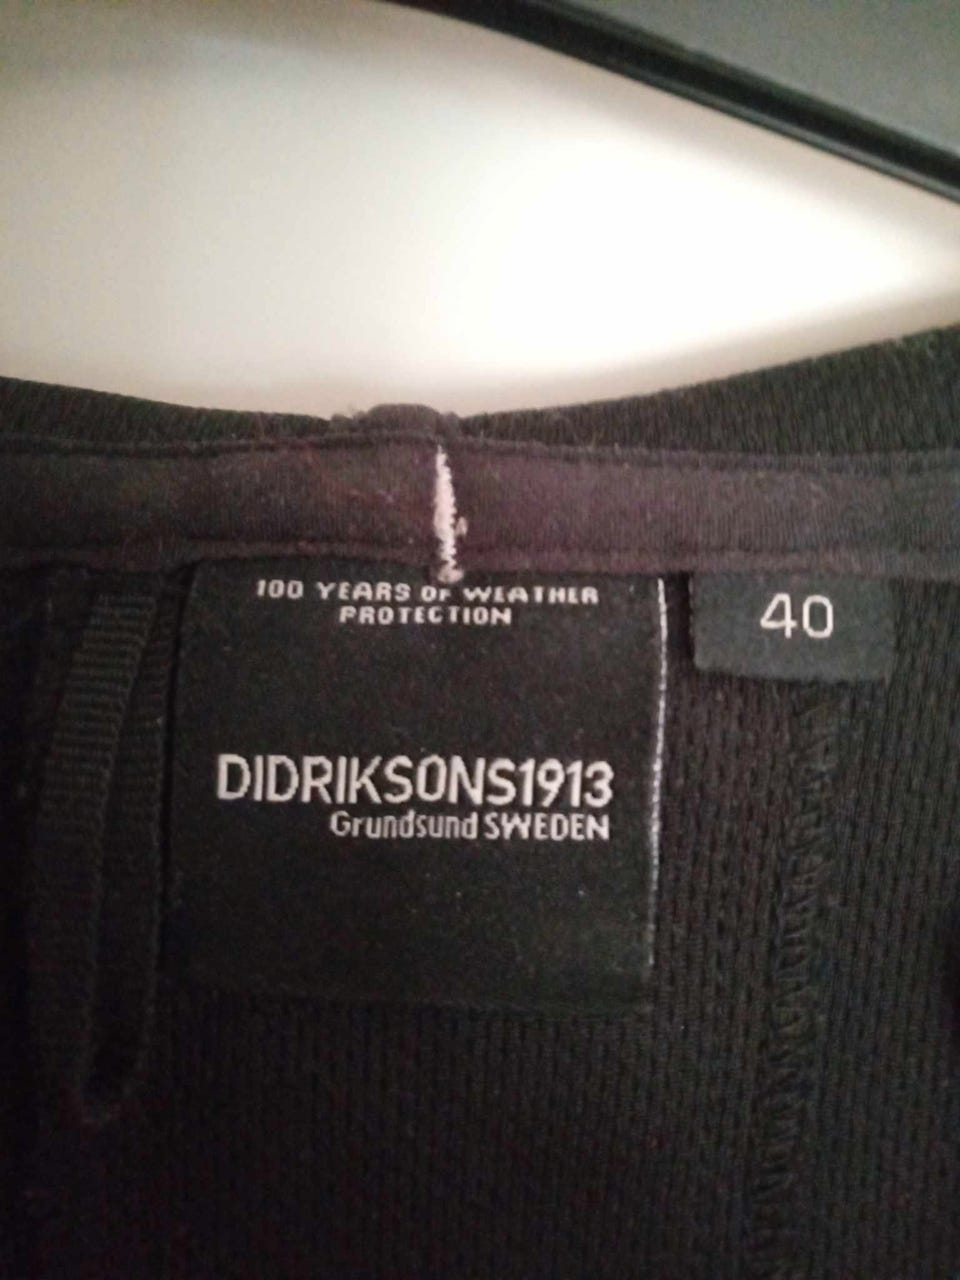 100 YEARS OF WEATHER
PROTECTION
40
DIDRIKSONS1913
Grundsund SWEDEN